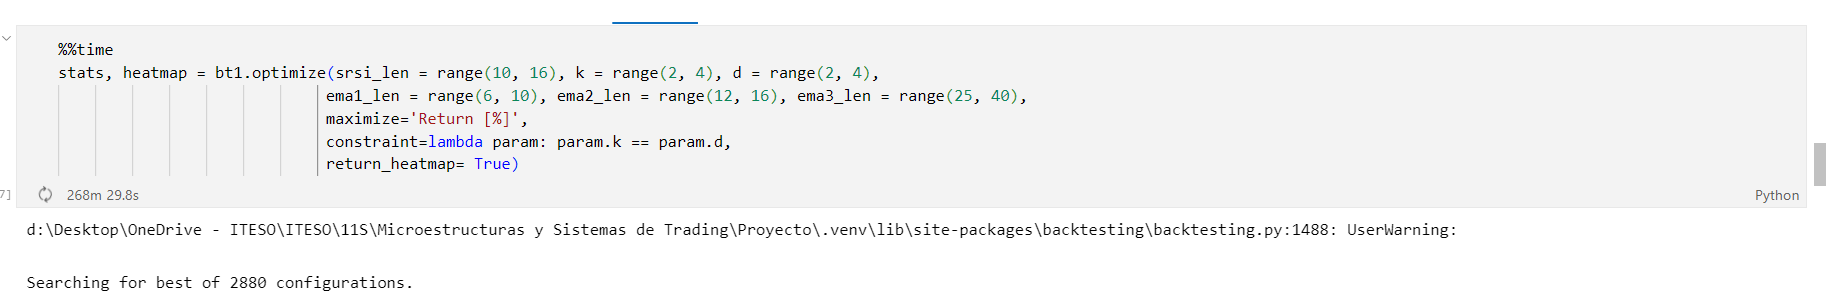 %%time
stats, heatmap = bt1.optimize(srsi_len = range(10, 16), k = range(2, 4), d = range(2, 4),
ema1_len = range(6, 10), ema2_len = range(12, 16), ema3_len = range(25, 40),
maximize='Return [%]',
constraint=lambda param: param.k == param.d,
return_heatmap= True)
7] 268m 29.8s Python
d:\Desktop\OneDrive - ITESO\ITESO\11S\Microestructuras y Sistemas de Trading\Proyecto\.venv\lib\site-packages\backtesting\backtesting.py:1488: UserWarning:
Searching for best of 2880 configurations.